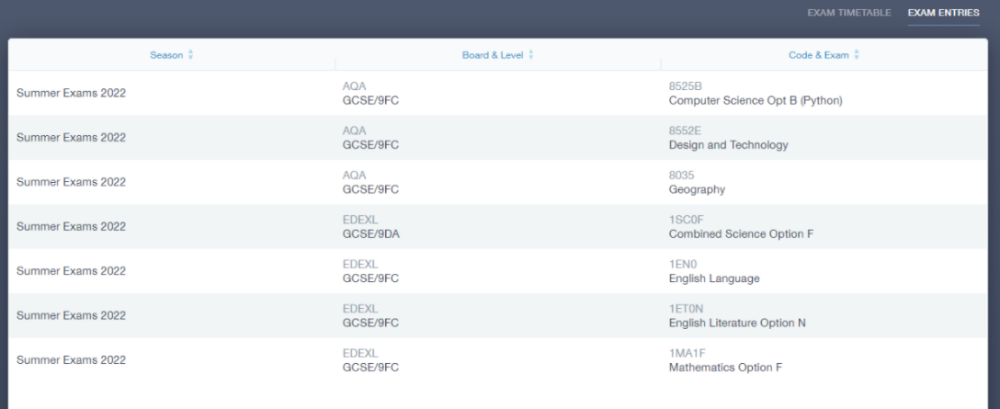 EXAM TIMETABLE EXAM ENTRIES
Season Board & Level Code & Exam
Summer Exams 2022
AQA
GCSE/9FC
8525B
Computer Science Opt B (Python)
Summer Exams 2022
AQA
GCSE/9FC
8552E
Design and Technology
Summer Exams 2022
AQA
GCSE/9FC
8035
Geography
Summer Exams 2022
EDEXL
GCSE/9DA
1SC0F
Combined Science Option F
Summer Exams 2022
EDEXL
GCSE/9FC
1EN0
English Language
Summer Exams 2022
EDEXL
GCSE/9FC
1ET0N
English Literature Option N
Summer Exams 2022
EDEXL
GCSE/9FC
1MA1F
Mathematics Option F